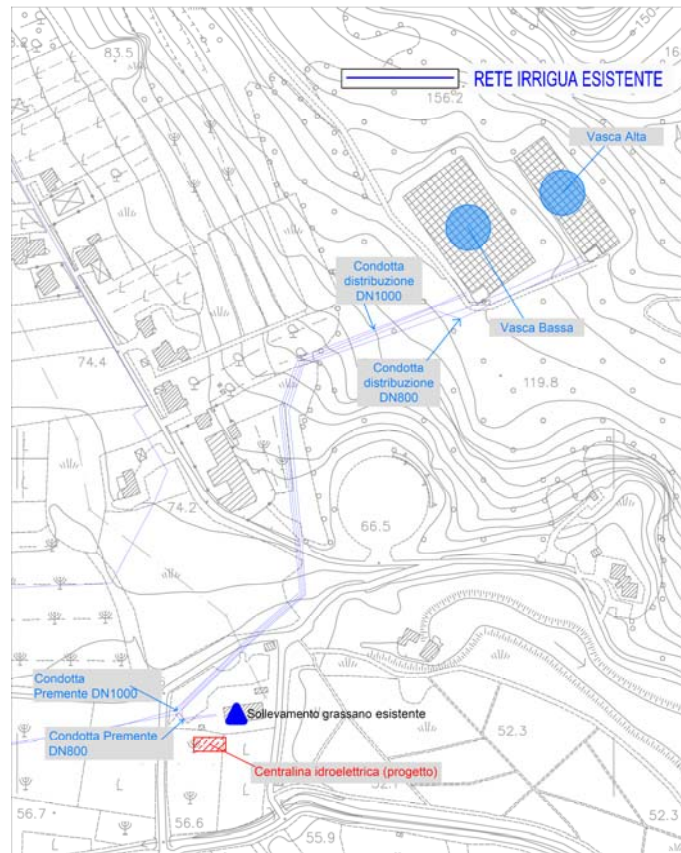 83.5
RETE IRRIGUA ESISTENTE
156.2
Vasca Alta
Condotta
distribuzione
DN1000
Vasca Bassa
74.4
Condotta
distribuzione
DN800
119.8
74.2
66.5
Condotta
Premente DN1000
Sollevamento grassano esistente
Condotta Premente
DN800
52.3
Centralina idroelettrica (progetto)
56.7
56.6
52.3
55.9